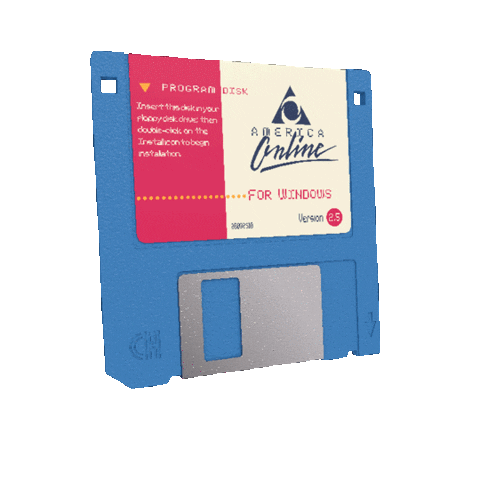 PROGRAM DISK
Insert this disk in your
floppy disk drive; then
double-click on the
Install icon to begin
installation.
AMERICA
Online
FOR WINDOWS
Version 2.5